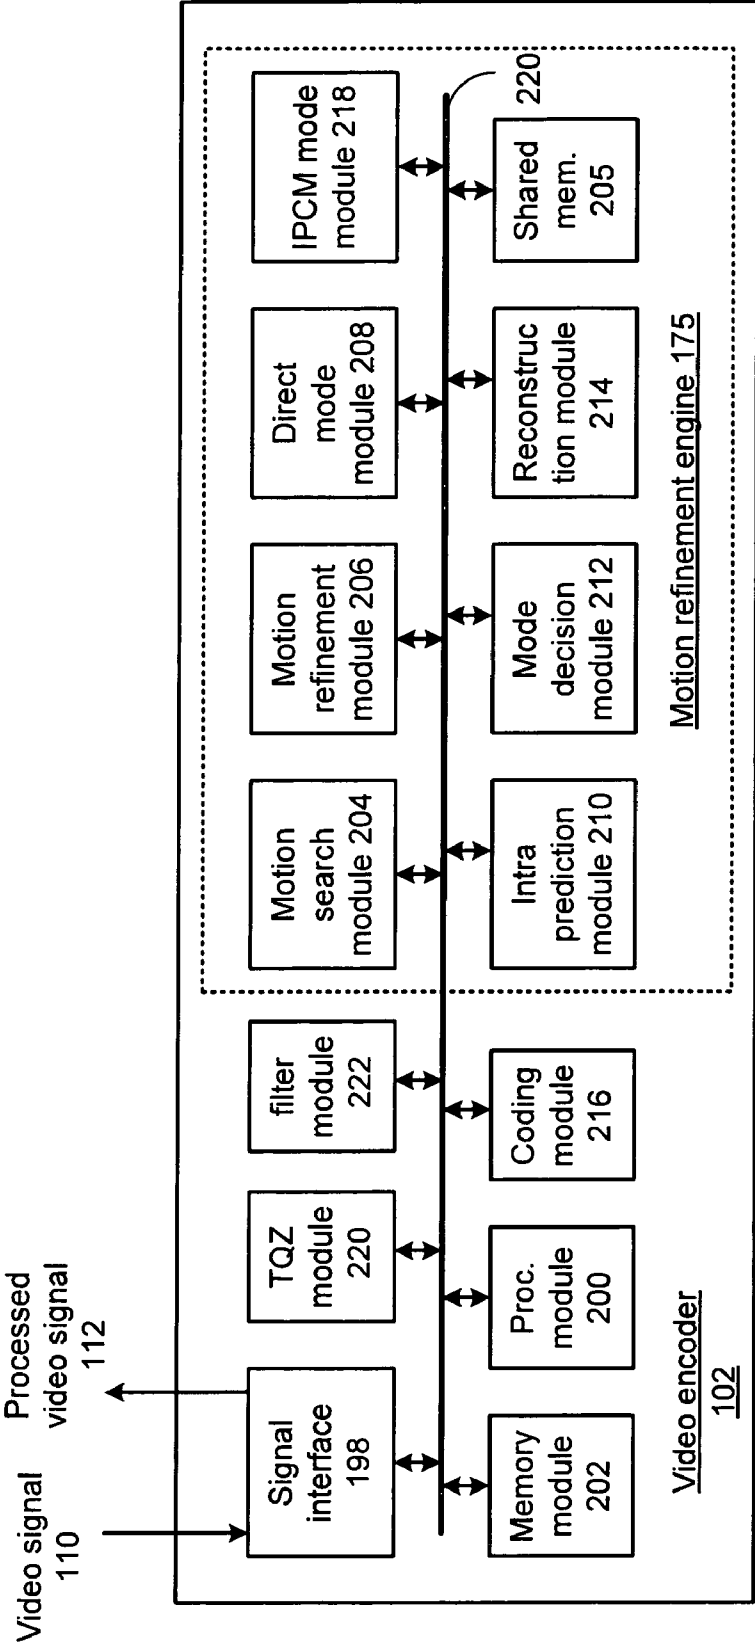 Video signal
110
Processed
video signal
112
Signal
interface
198
TQZ
module
220
filter
module
222
Motion
search
module 204
Motion
refinement
module 206
Direct
mode
module 208
IPCM mode
module 218
220
Memory
module
202
Proc.
module
200
Coding
module
216
Intra
prediction
module 210
Mode
decision
module 212
Reconstruc
tion module
214
Shared
mem.
205
Video encoder
102
Motion refinement engine 175